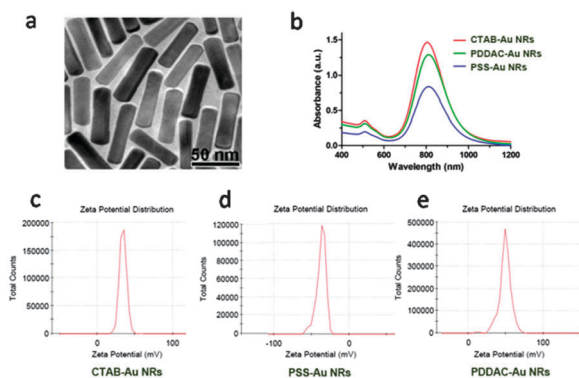 a
50 nm
b
CTAB-Au NRs
PDDAC-Au NRs
PSS-Au NRs
Absorbance (a.u.)
1.5
1.0
0.5
0.0
400 600 800 1000 1200
Wavelength (nm)
c
Zeta Potential Distribution
Total Counts
200000
150000
100000
50000
0
0 100
Zeta Potential (mV)
CTAB-Au NRs
d
Zeta Potential Distribution
Total Counts
120000
100000
80000
60000
40000
20000
0
-100 0
Zeta Potential (mV)
PSS-Au NRs
e
Zeta Potential Distribution
Total Counts
500000
400000
300000
200000
100000
0
0 100
Zeta Potential (mV)
PDDAC-Au NRs